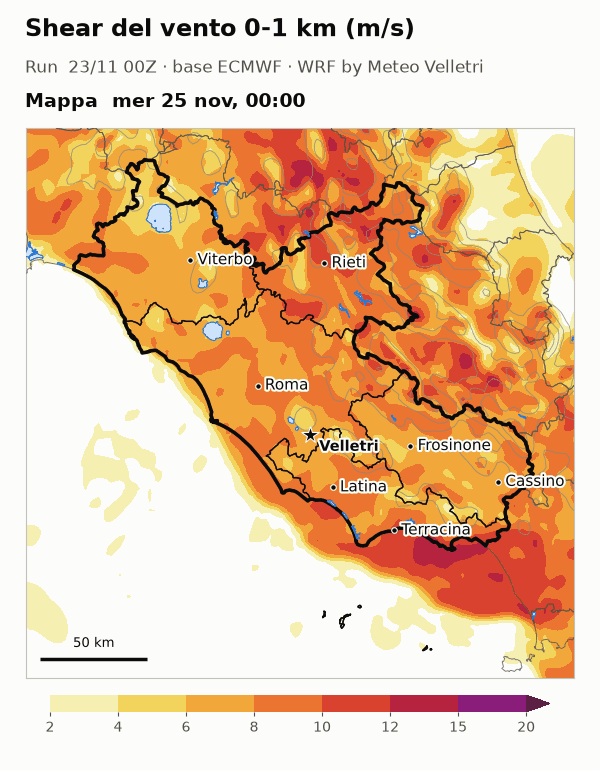 Shear del vento 0-1 km (m/s)
Run  23/11 00Z · base ECMWF · WRF by Meteo Velletri
Mappa  mer 25 nov, 00:00
Viterbo
Rieti
Roma
Velletri
Frosinone
Latina
Cassino
Terracina
50 km
2 4 6 8 10 12 15 20